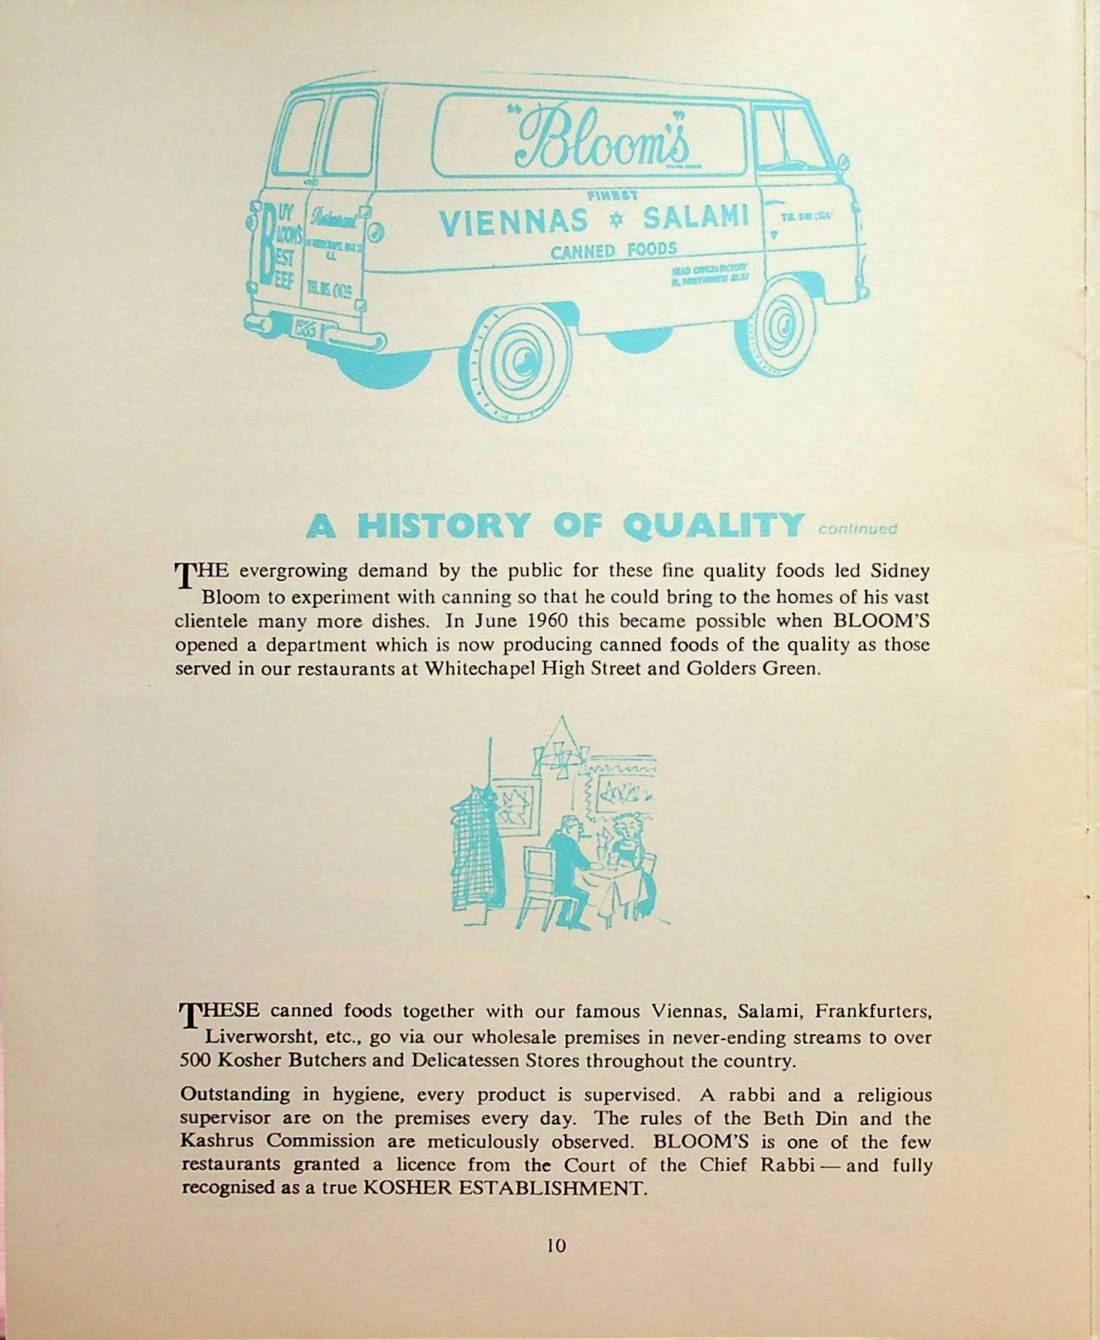 "Bloom's"
FINEST
VIENNAS ✡ SALAMI
CANNED FOODS
BUY
BLOOM'S
BEST
BEEF
Restaurant
A HISTORY OF QUALITY continued
THE evergrowing demand by the public for these fine quality foods led Sidney
Bloom to experiment with canning so that he could bring to the homes of his vast
clientele many more dishes. In June 1960 this became possible when BLOOM'S
opened a department which is now producing canned foods of the quality as those
served in our restaurants at Whitechapel High Street and Golders Green.
THESE canned foods together with our famous Viennas, Salami, Frankfurters,
Liverworsht, etc., go via our wholesale premises in never-ending streams to over
500 Kosher Butchers and Delicatessen Stores throughout the country.
Outstanding in hygiene, every product is supervised. A rabbi and a religious
supervisor are on the premises every day. The rules of the Beth Din and the
Kashrus Commission are meticulously observed. BLOOM'S is one of the few
restaurants granted a licence from the Court of the Chief Rabbi — and fully
recognised as a true KOSHER ESTABLISHMENT.
10